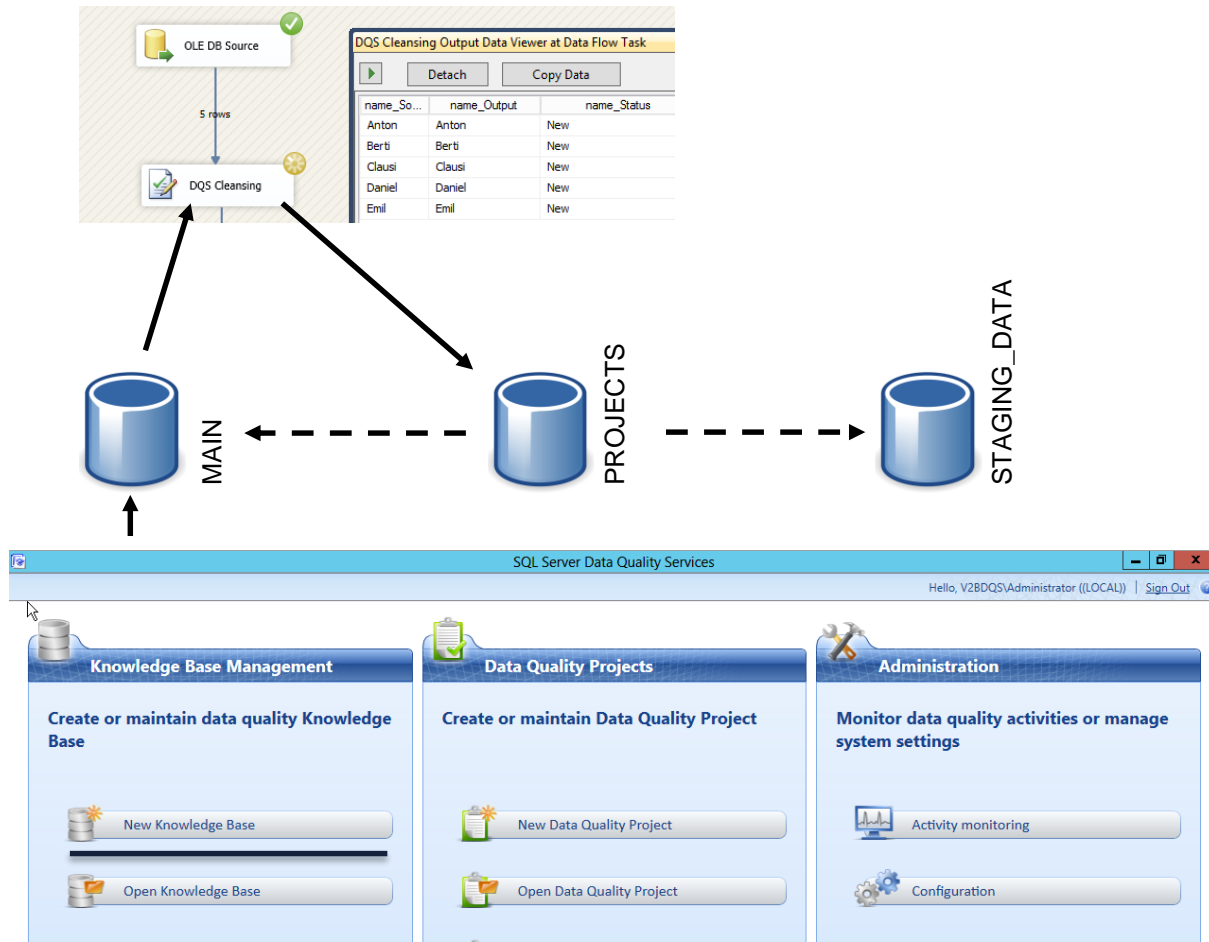 OLE DB Source
5 rows
DQS Cleansing
DQS Cleansing Output Data Viewer at Data Flow Task
Detach Copy Data
name_So... name_Output name_Status
Anton Anton New
Berti Berti New
Clausi Clausi New
Daniel Daniel New
Emil Emil New
MAIN
PROJECTS
STAGING_DATA
SQL Server Data Quality Services
Hello, V2BDQS\Administrator ((LOCAL)) | Sign Out
Knowledge Base Management
Create or maintain data quality Knowledge
Base
New Knowledge Base
Open Knowledge Base
Data Quality Projects
Create or maintain Data Quality Project
New Data Quality Project
Open Data Quality Project
Administration
Monitor data quality activities or manage
system settings
Activity monitoring
Configuration